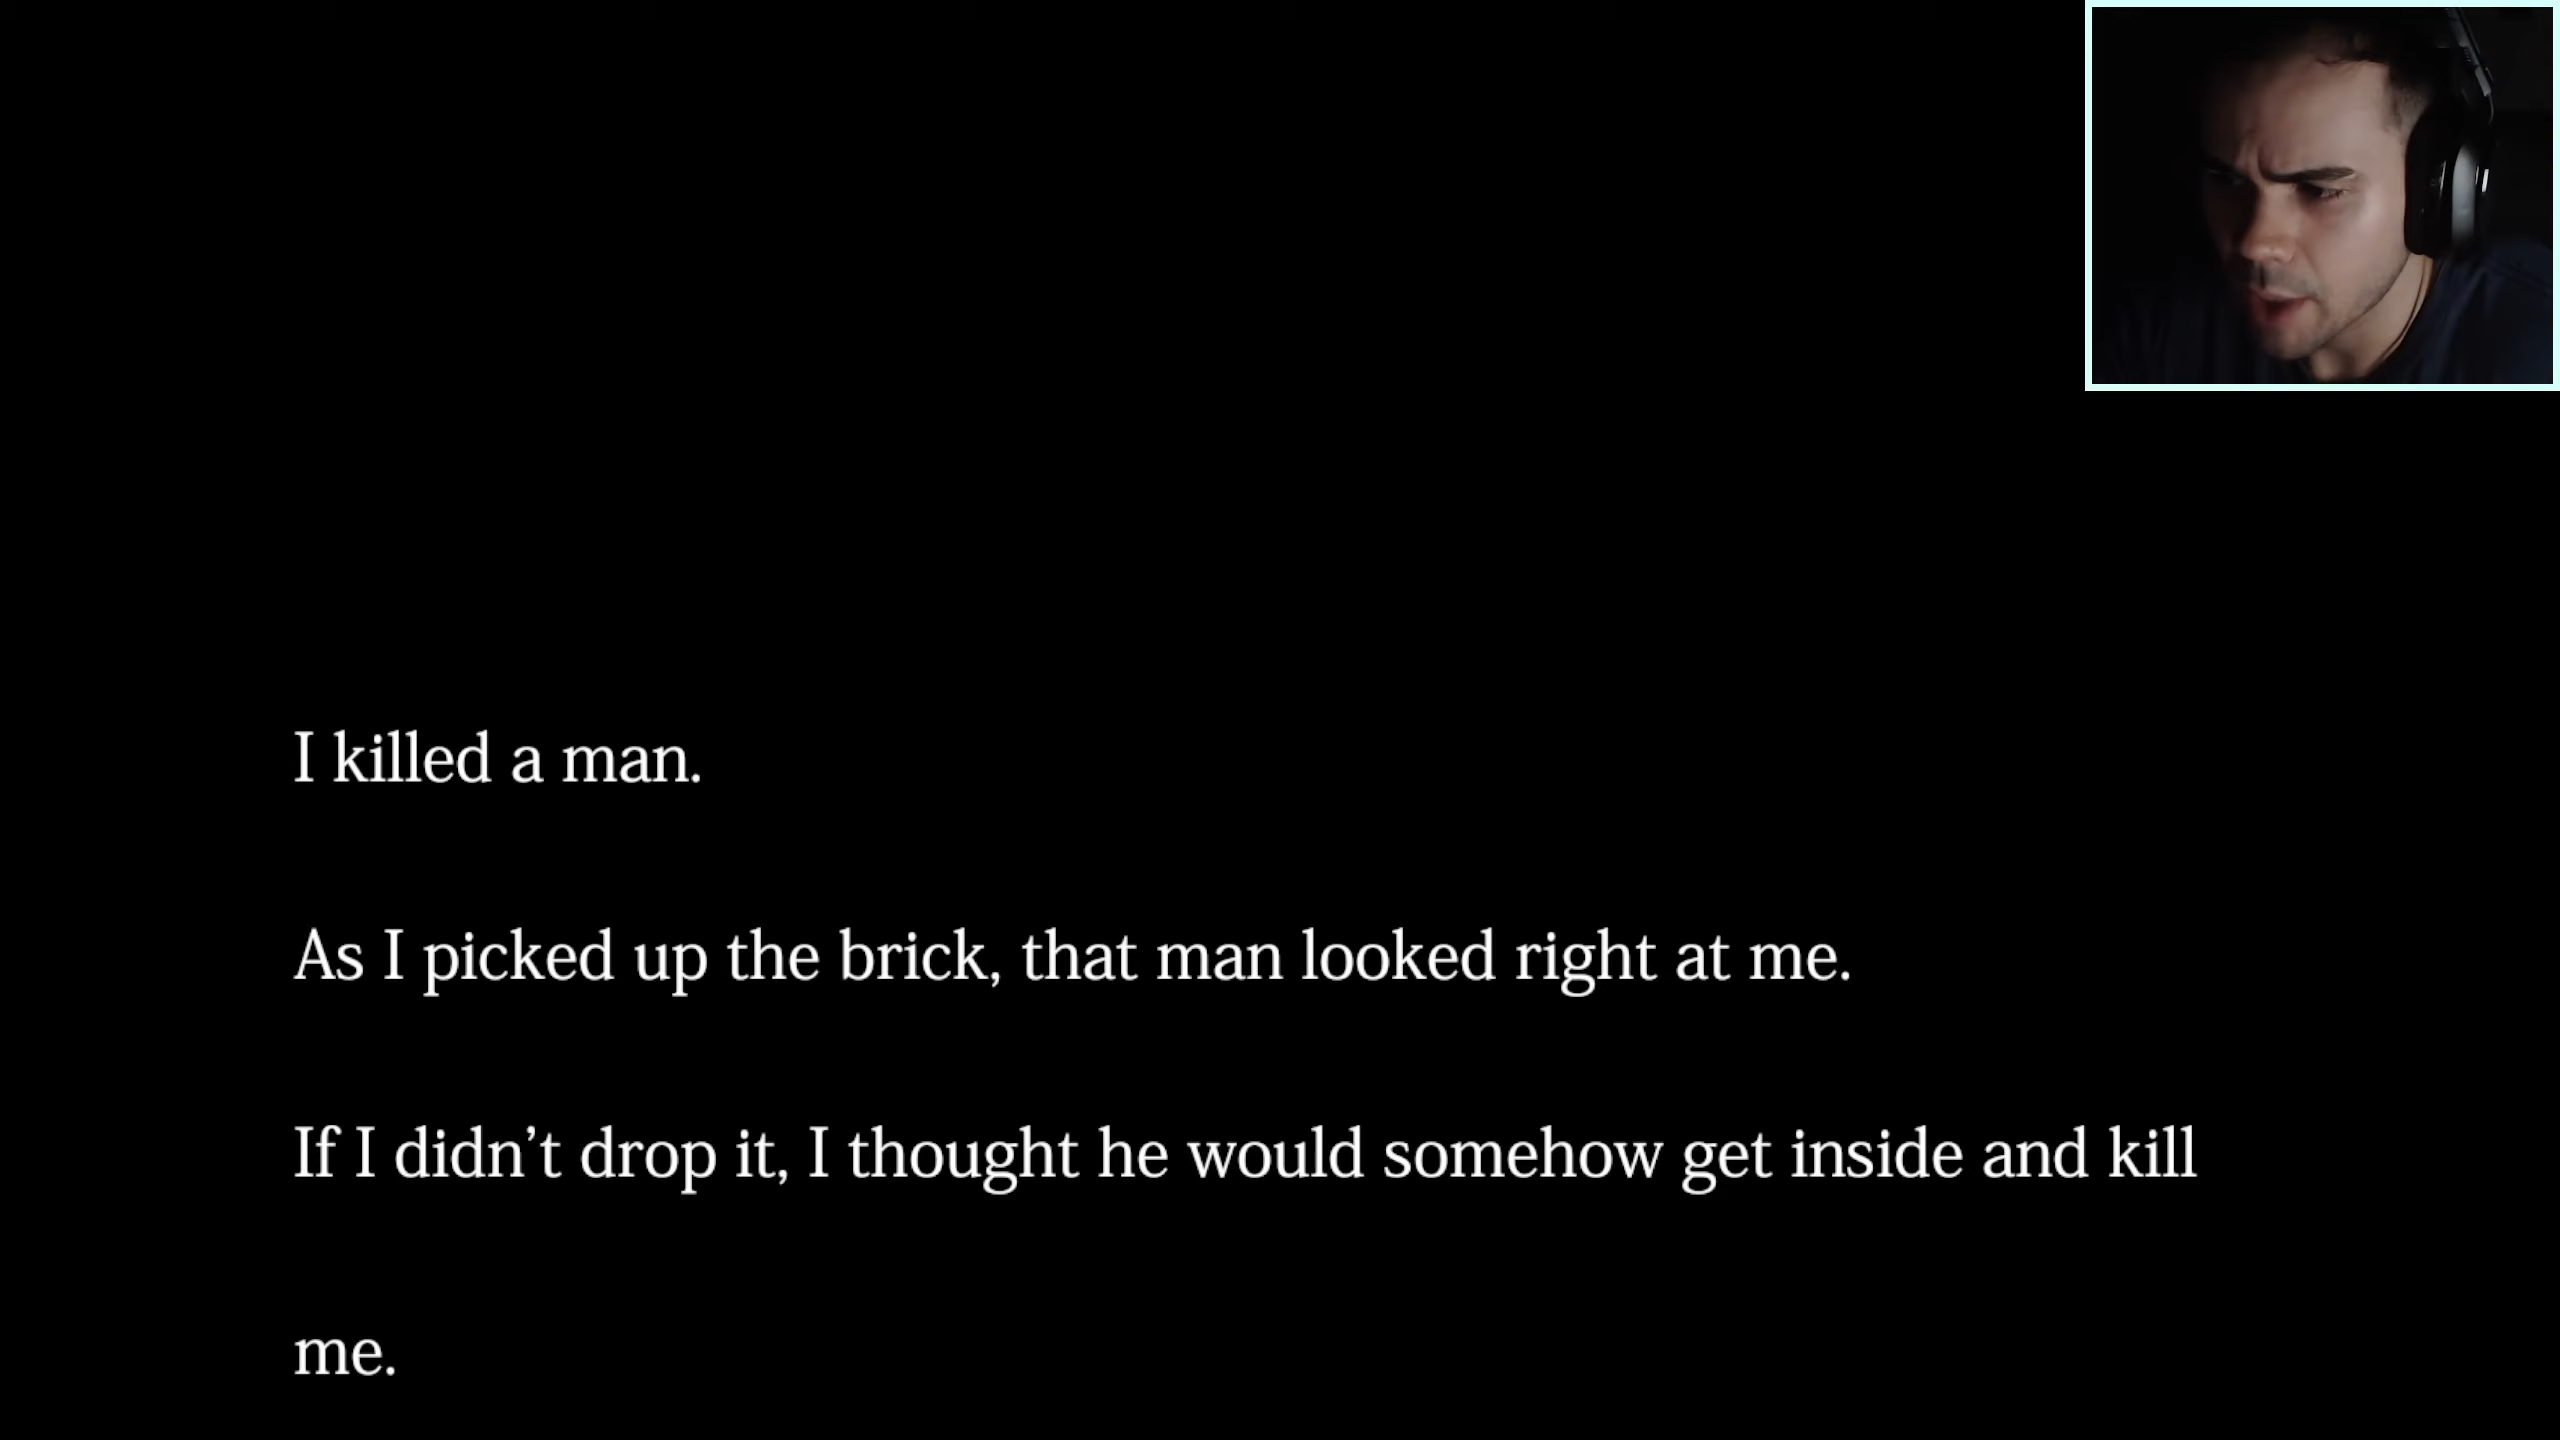 I killed a man.
As I picked up the brick, that man looked right at me.
If I didn’t drop it, I thought he would somehow get inside and kill
me.